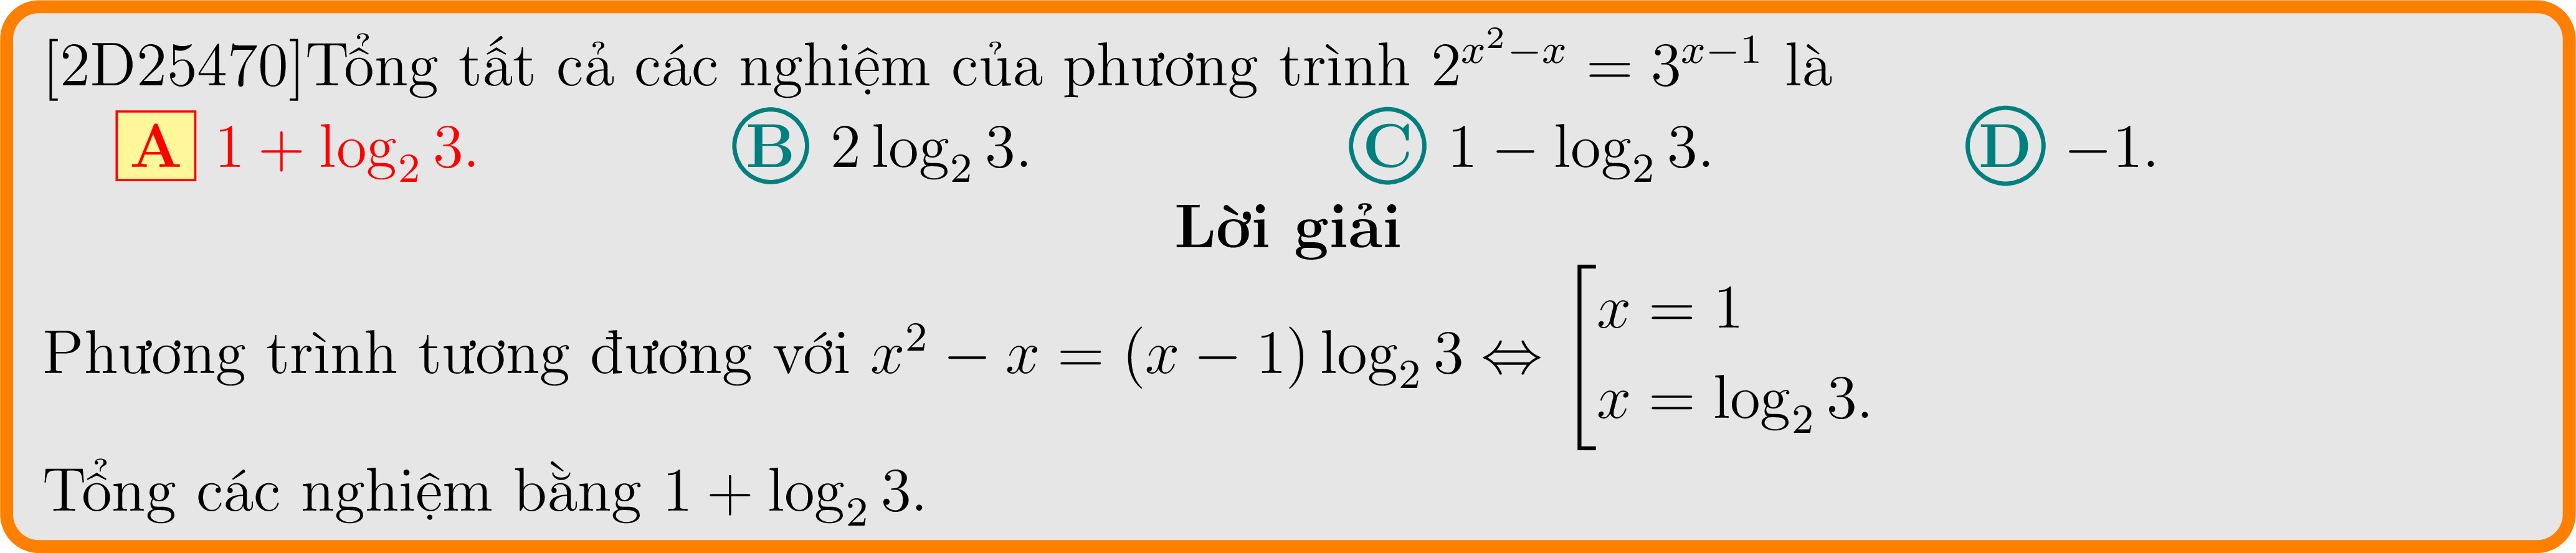 [2D25470]Tổng tất cả các nghiệm của phương trình $2^{x^2-x} = 3^{x-1}$ là
A $1 + \log_2 3.$ B $2 \log_2 3.$ C $1 - \log_2 3.$ D $-1.$
Lời giải
Phương trình tương đương với $x^2 - x = (x - 1) \log_2 3 \Leftrightarrow \left[\begin{array}{l} x = 1 \\ x = \log_2 3. \end{array}\right.$
Tổng các nghiệm bằng $1 + \log_2 3.$